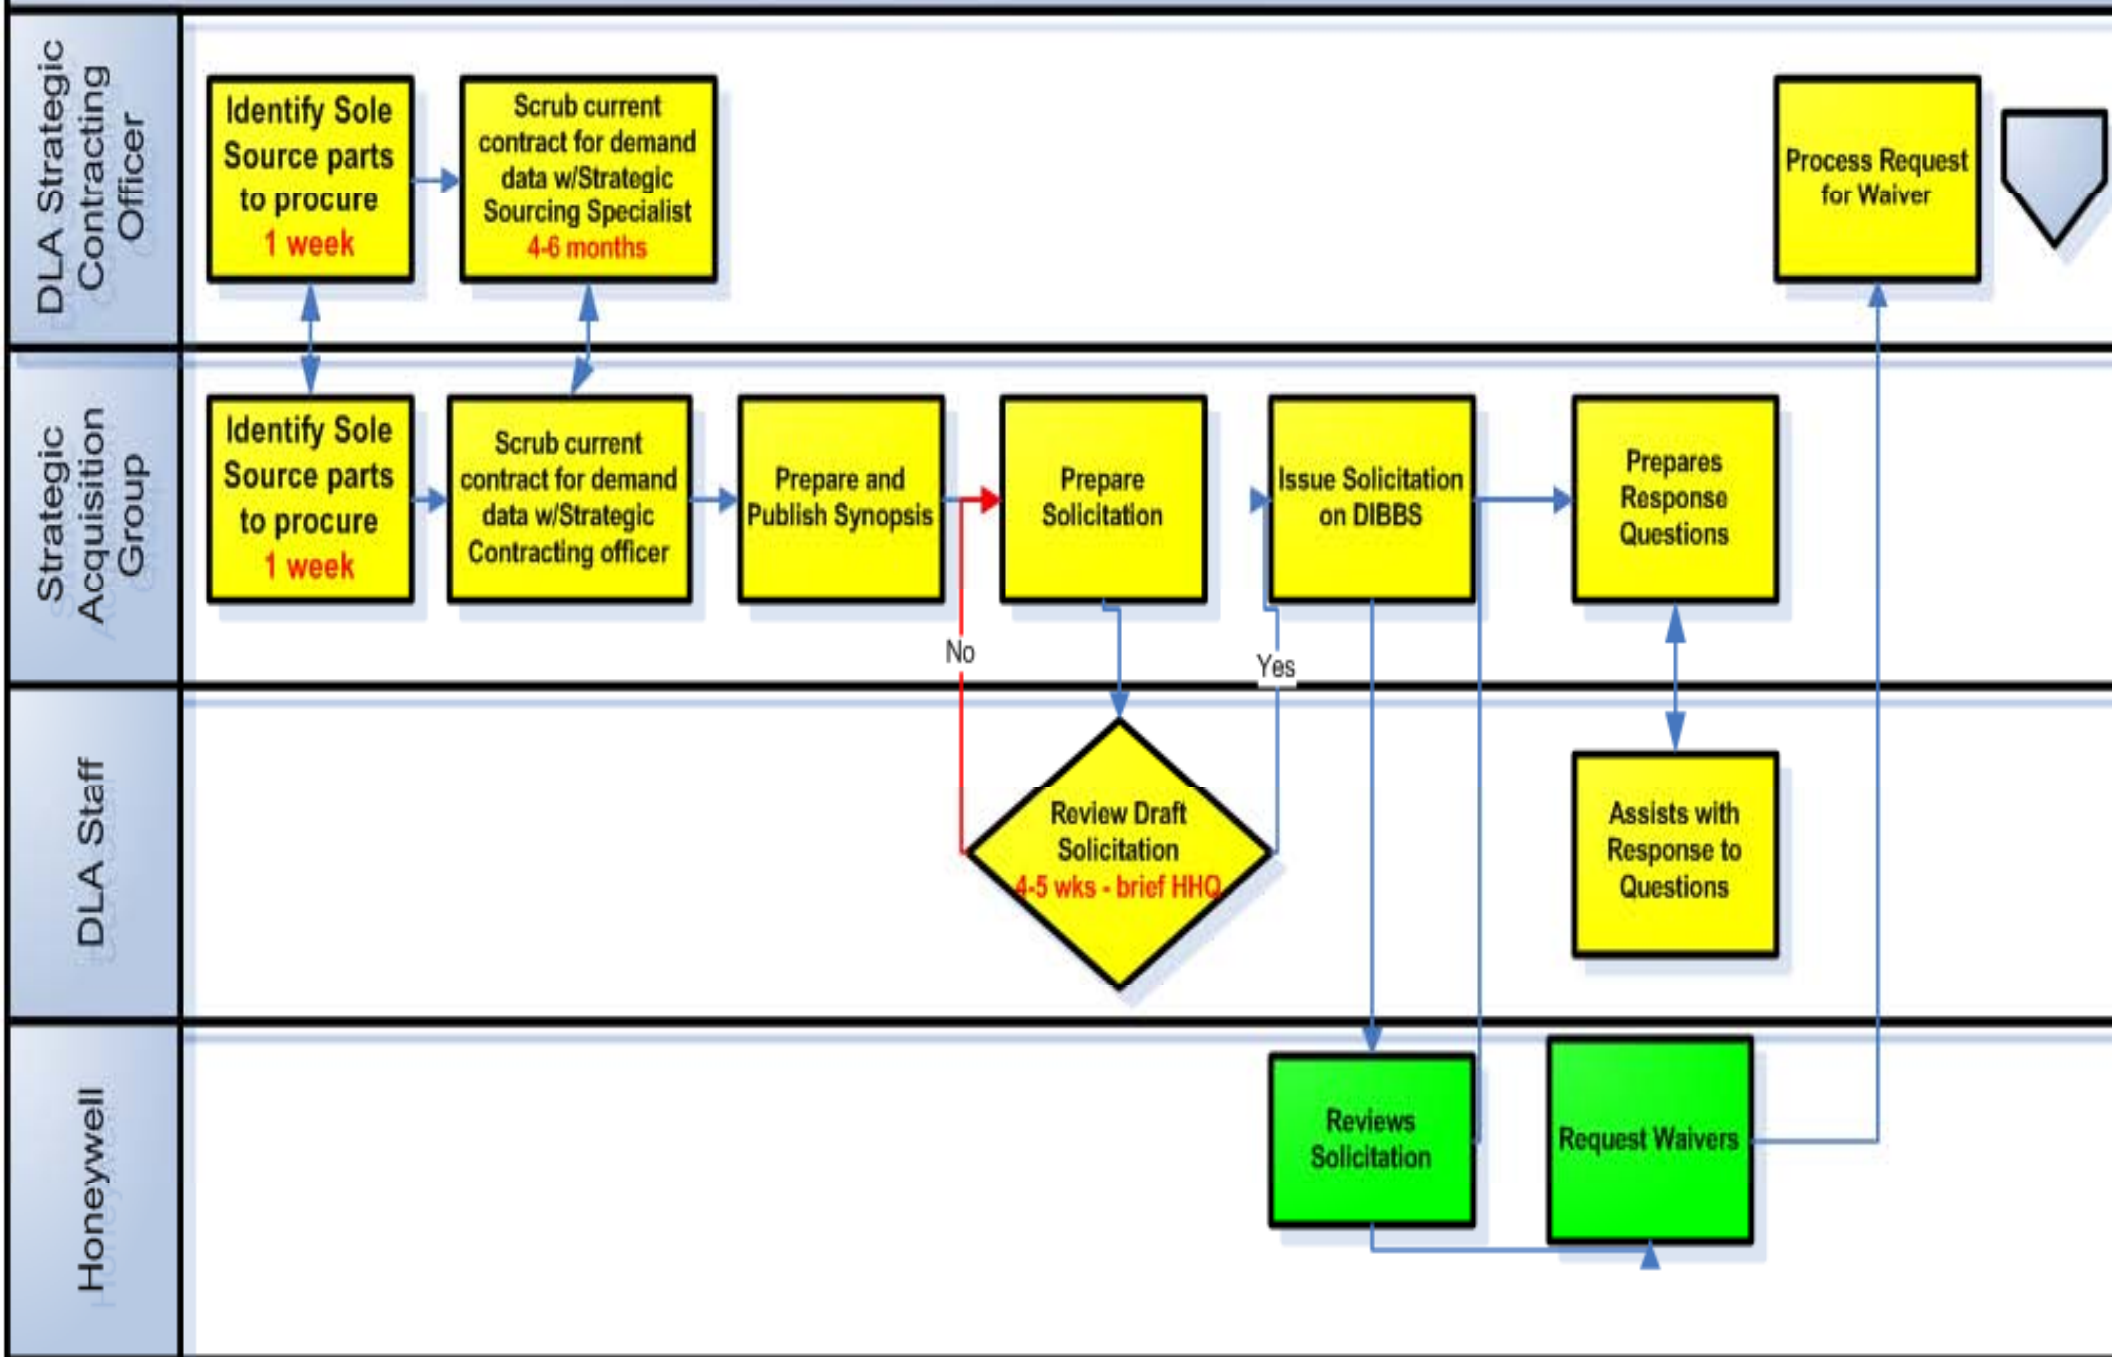 DLA Strategic
Contracting
Officer
Identify Sole
Source parts
to procure
1 week
Scrub current
contract for demand
data w/Strategic
Sourcing Specialist
4-6 months
Process Request
for Waiver
Strategic
Acquisition
Group
Identify Sole
Source parts
to procure
1 week
Scrub current
contract for demand
data w/Strategic
Contracting officer
Prepare and
Publish Synopsis
Prepare
Solicitation
Issue Solicitation
on DIBBS
Prepares
Response
Questions
No
Yes
DLA Staff
Review Draft
Solicitation
4-5 wks - brief HHQ
Assists with
Response to
Questions
Honeywell
Reviews
Solicitation
Request Waivers